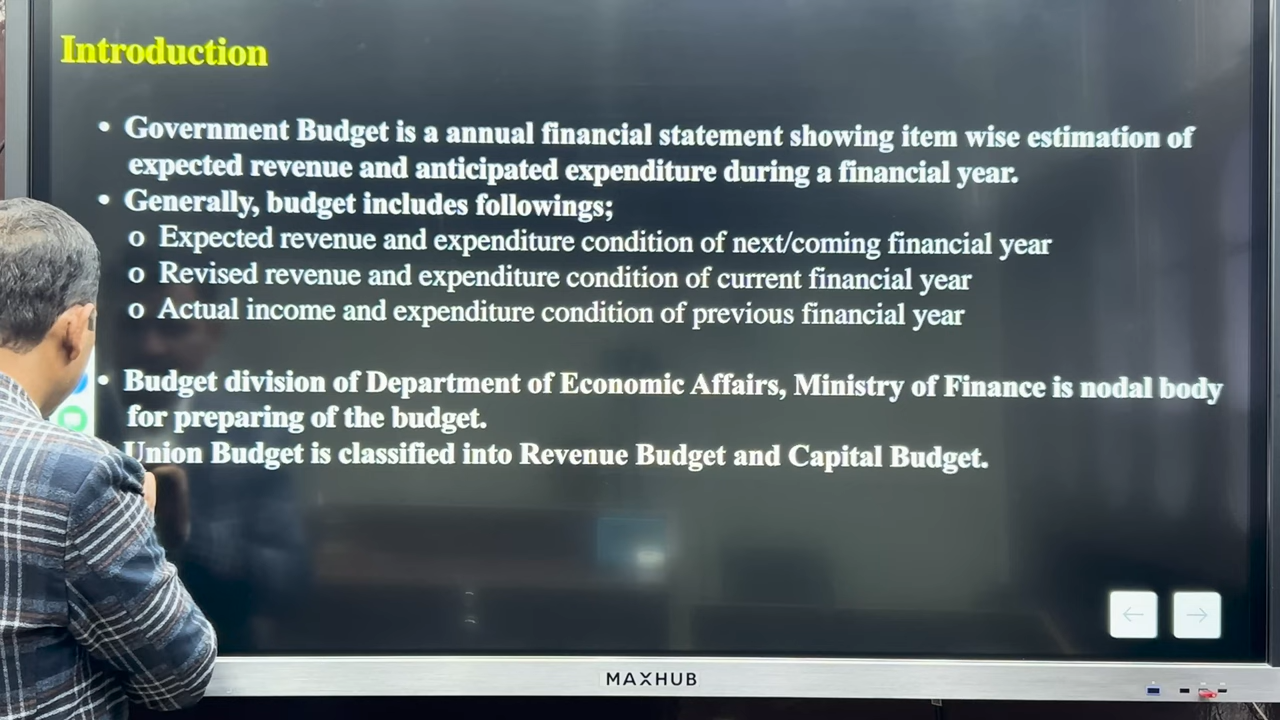 Introduction
• Government Budget is a annual financial statement showing item wise estimation of
expected revenue and anticipated expenditure during a financial year.
• Generally, budget includes followings;
o Expected revenue and expenditure condition of next/coming financial year
o Revised revenue and expenditure condition of current financial year
o Actual income and expenditure condition of previous financial year
• Budget division of Department of Economic Affairs, Ministry of Finance is nodal body
for preparing of the budget.
Union Budget is classified into Revenue Budget and Capital Budget.
MAXHUB